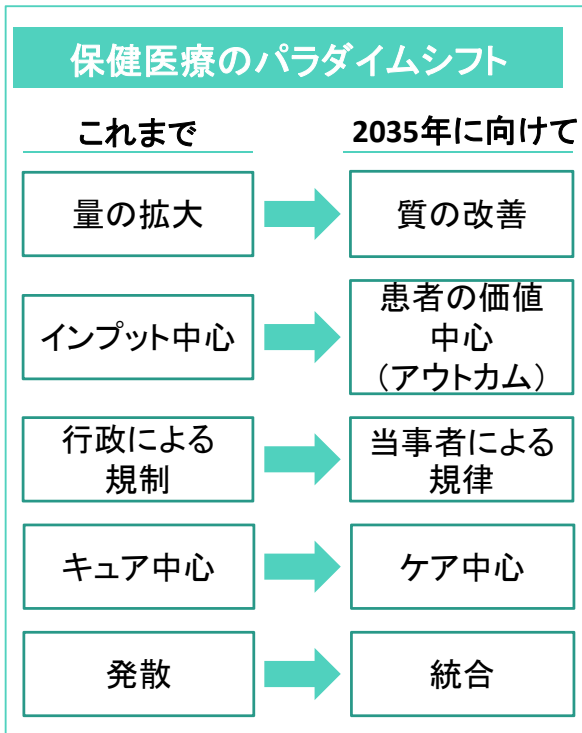 保健医療のパラダイムシフト
これまで
2035年に向けて
量の拡大
質の改善
インプット中心
患者の価値
中心
（アウトカム）
行政による
規制
当事者による
規律
キュア中心
ケア中心
発散
統合